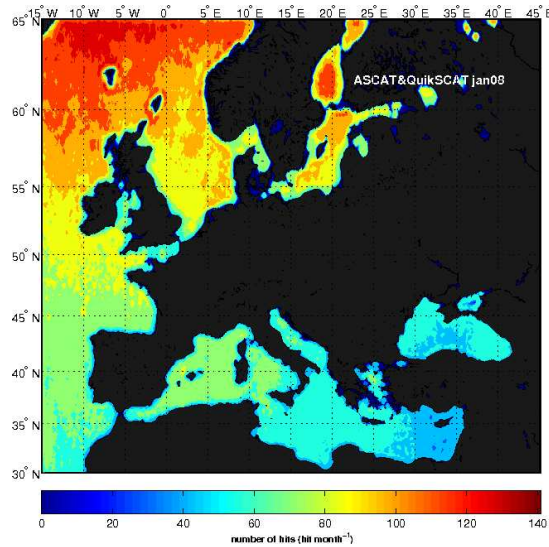 15° W 10° W 5° W 0° 5° E 10° E 15° E 20° E 25° E 30° E 35° E 40° E 45° E
65° N
ASCAT&QuikSCAT jan08
60° N
55° N
50° N
45° N
40° N
35° N
30° N
0 20 40 60 80 100 120 140
number of hits (hit month⁻¹)